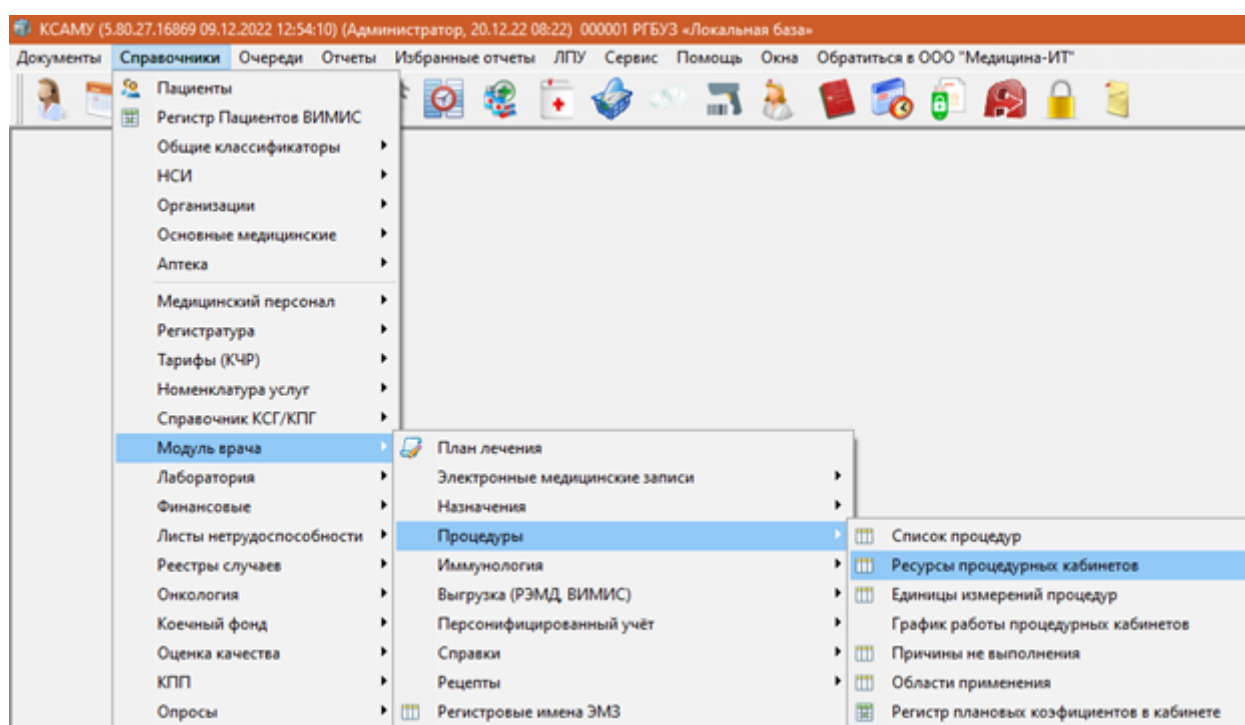 КСАМУ (5.80.27.16869 09.12.2022 12:54:10) (Администратор, 20.12.22 08:22) 000001 РГБУЗ «Локальная база»
Документы Справочники Очереди Отчеты Избранные отчеты ЛПУ Сервис Помощь Окна Обратиться в ООО "Медицина-ИТ"
Пациенты
Регистр Пациентов ВИМИС
Общие классификаторы
НСИ
Организации
Основные медицинские
Аптека
Медицинский персонал
Регистратура
Тарифы (КЧР)
Номенклатура услуг
Справочник КСГ/КПГ
Модуль врача
Лаборатория
Финансовые
Листы нетрудоспособности
Реестры случаев
Онкология
Коечный фонд
Оценка качества
КПП
Опросы
План лечения
Электронные медицинские записи
Назначения
Процедуры
Иммунология
Выгрузка (РЭМД, ВИМИС)
Персонифицированный учёт
Справки
Рецепты
Регистровые имена ЭМЗ
Список процедур
Ресурсы процедурных кабинетов
Единицы измерений процедур
График работы процедурных кабинетов
Причины не выполнения
Области применения
Регистр плановых коэфициентов в кабинете